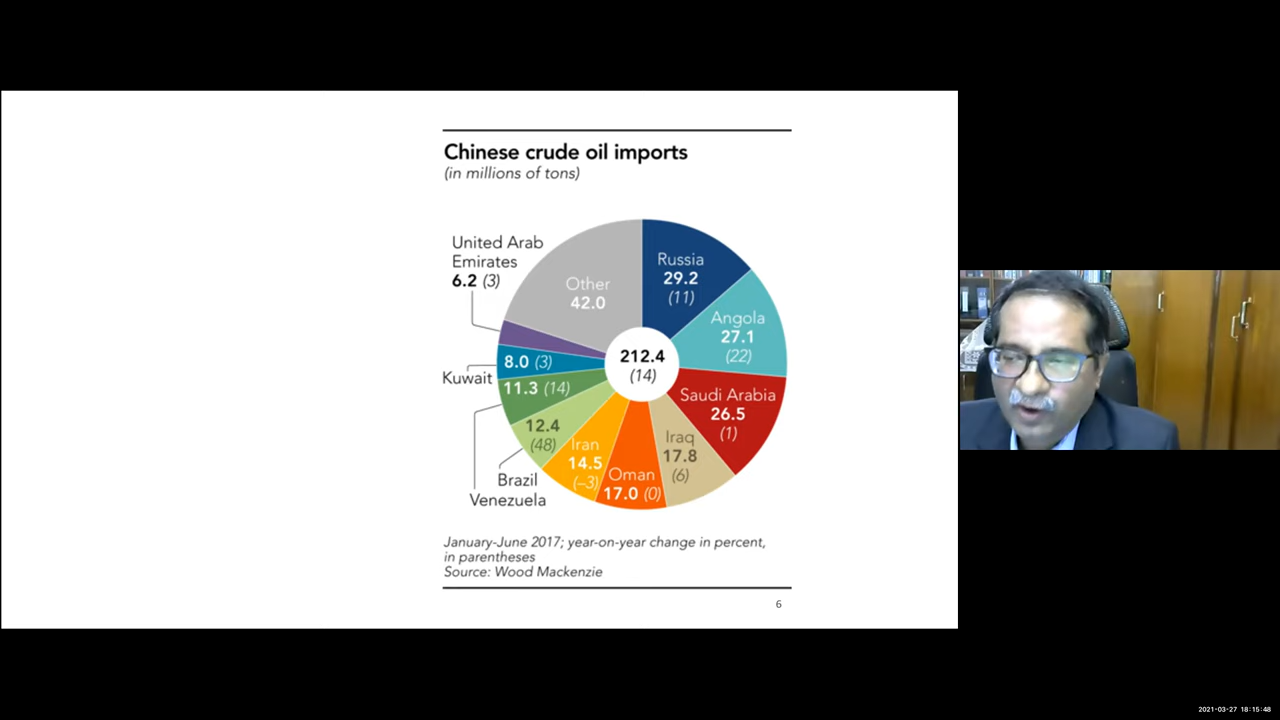 Chinese crude oil imports
(in millions of tons)
United Arab
Emirates
6.2 (3)
Other
42.0
Russia
29.2
(11)
Angola
27.1
(22)
212.4
(14)
Kuwait
8.0 (3)
11.3 (14)
Saudi Arabia
26.5
(1)
12.4
(48)
Iran
14.5
(–3)
Iraq
17.8
(6)
Oman
17.0 (0)
Brazil
Venezuela
January-June 2017; year-on-year change in percent,
in parentheses
Source: Wood Mackenzie
6
2021-03-27 18:15:48